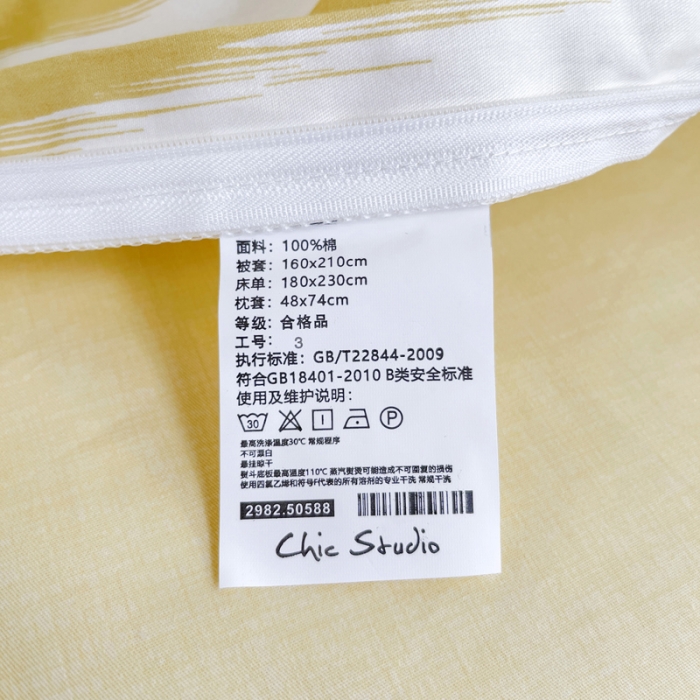 面料：100%棉
被套：160x210cm
床单：180x230cm
枕套：48x74cm
等级：合格品
工号： 3
执行标准：GB/T22844-2009
符合GB18401-2010 B类安全标准
使用及维护说明：
30 P
最高洗涤温度30℃ 常规程序
不可漂白
悬挂晾干
熨斗底板最高温度110℃ 蒸汽熨烫可能造成不可回复的损伤
使用四氯乙烯和符号F代表的所有溶剂的专业干洗 常规干洗
2982.50588
Chic Studio